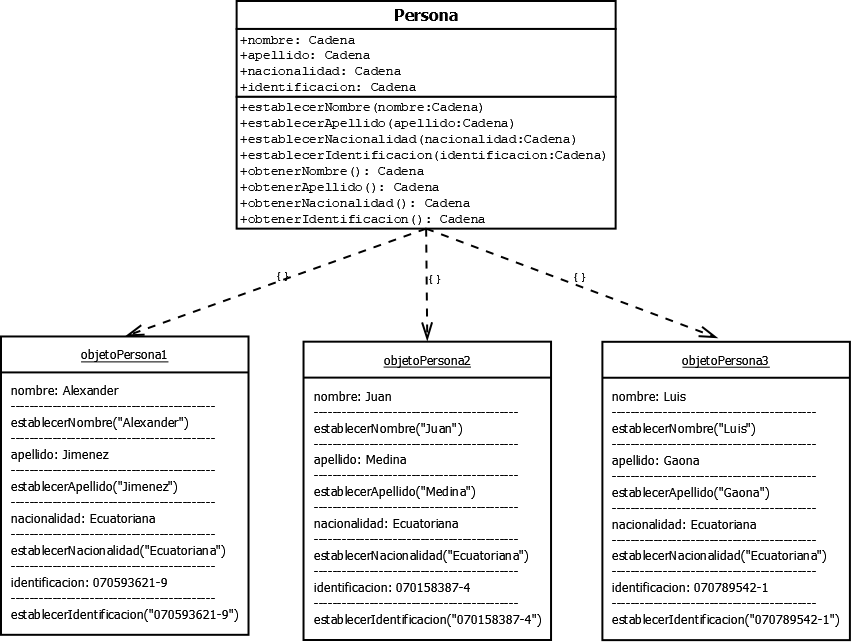 Persona
+nombre: Cadena
+apellido: Cadena
+nacionalidad: Cadena
+identificacion: Cadena
+establecerNombre(nombre:Cadena)
+establecerApellido(apellido:Cadena)
+establecerNacionalidad(nacionalidad:Cadena)
+establecerIdentificacion(identificacion:Cadena)
+obtenerNombre(): Cadena
+obtenerApellido(): Cadena
+obtenerNacionalidad(): Cadena
+obtenerIdentificacion(): Cadena
{}
{}
{}
objetoPersona1
nombre: Alexander
establecerNombre("Alexander")
apellido: Jimenez
establecerApellido("Jimenez")
nacionalidad: Ecuatoriana
establecerNacionalidad("Ecuatoriana")
identificacion: 070593621-9
establecerIdentificacion("070593621-9")
objetoPersona2
nombre: Juan
establecerNombre("Juan")
apellido: Medina
establecerApellido("Medina")
nacionalidad: Ecuatoriana
establecerNacionalidad("Ecuatoriana")
identificacion: 070158387-4
establecerIdentificacion("070158387-4")
objetoPersona3
nombre: Luis
establecerNombre("Luis")
apellido: Gaona
establecerApellido("Gaona")
nacionalidad: Ecuatoriana
establecerNacionalidad("Ecuatoriana")
identificacion: 070789542-1
establecerIdentificacion("070789542-1")